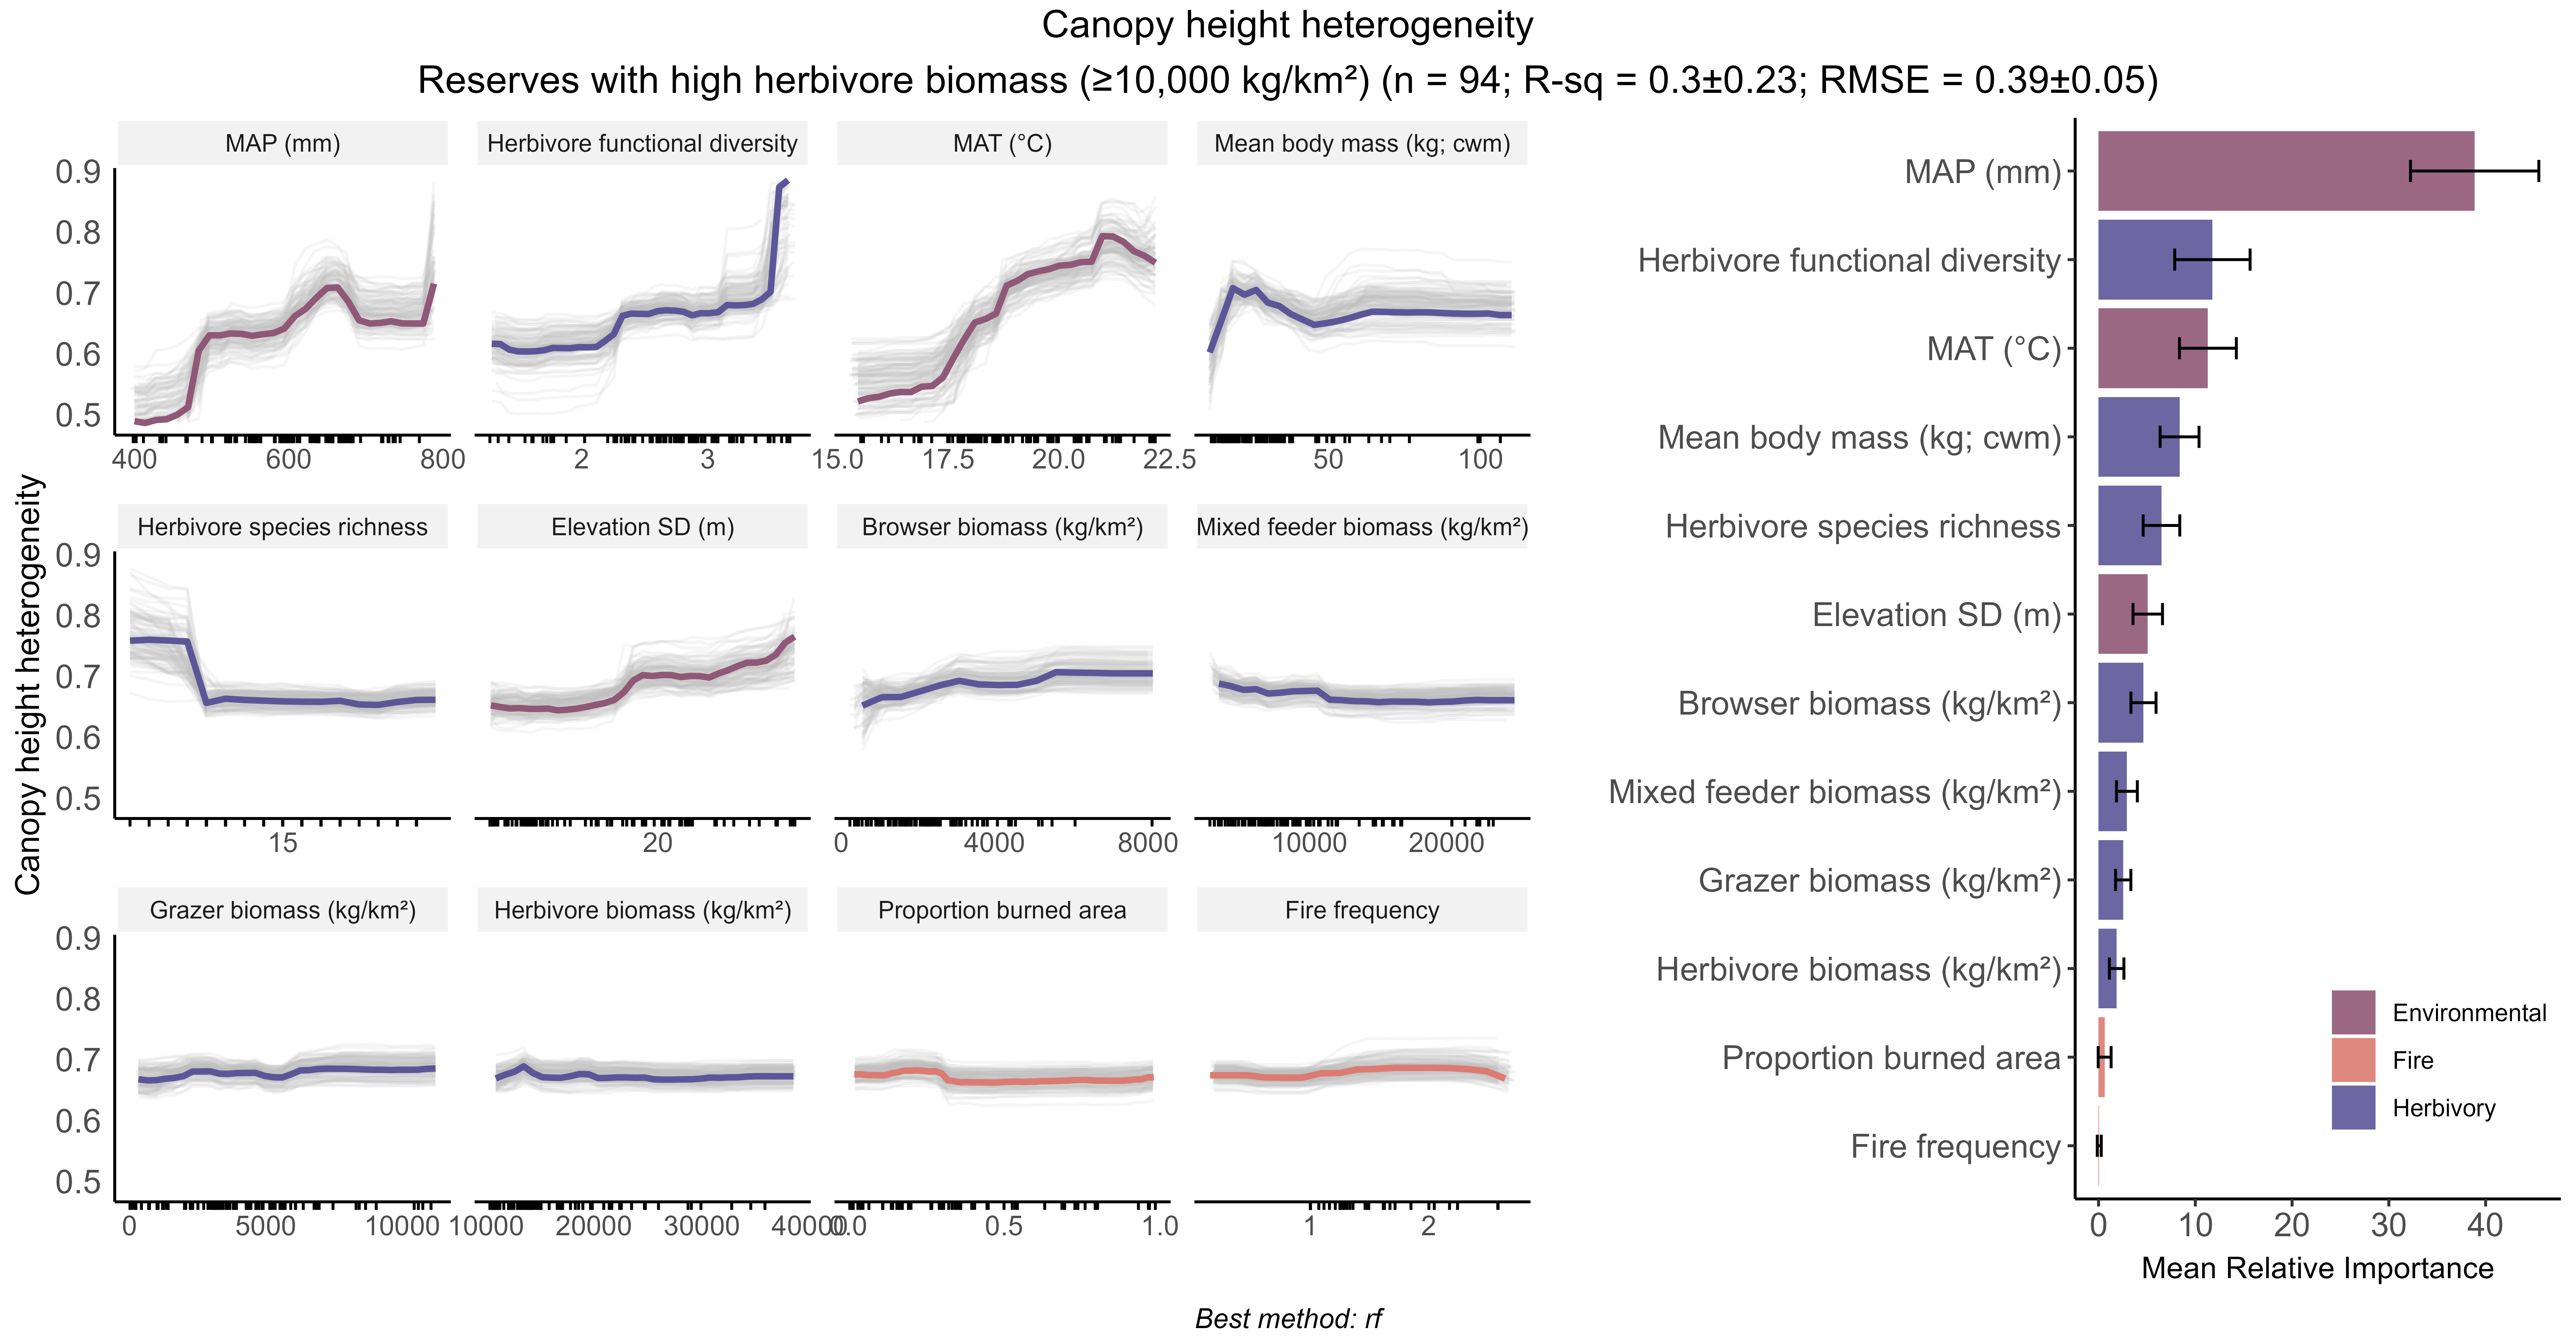 Canopy height heterogeneity
Reserves with high herbivore biomass (≥10,000 kg/km²) (n = 94; R-sq = 0.3±0.23; RMSE = 0.39±0.05)
Canopy height heterogeneity
MAP (mm)
Herbivore functional diversity
MAT (°C)
Mean body mass (kg; cwm)
0.9
0.8
0.7
0.6
0.5
400 600 800
2 3
15.0 17.5 20.0 22.5
50 100
Herbivore species richness
Elevation SD (m)
Browser biomass (kg/km²)
Mixed feeder biomass (kg/km²)
0.9
0.8
0.7
0.6
0.5
15
20
0 4000 8000
10000 20000
Grazer biomass (kg/km²)
Herbivore biomass (kg/km²)
Proportion burned area
Fire frequency
0.9
0.8
0.7
0.6
0.5
0 5000 10000
10000 20000 30000 40000
0.0 0.5 1.0
1 2
MAP (mm)
Herbivore functional diversity
MAT (°C)
Mean body mass (kg; cwm)
Herbivore species richness
Elevation SD (m)
Browser biomass (kg/km²)
Mixed feeder biomass (kg/km²)
Grazer biomass (kg/km²)
Herbivore biomass (kg/km²)
Proportion burned area
Fire frequency
0 10 20 30 40
Mean Relative Importance
Environmental
Fire
Herbivory
Best method: rf